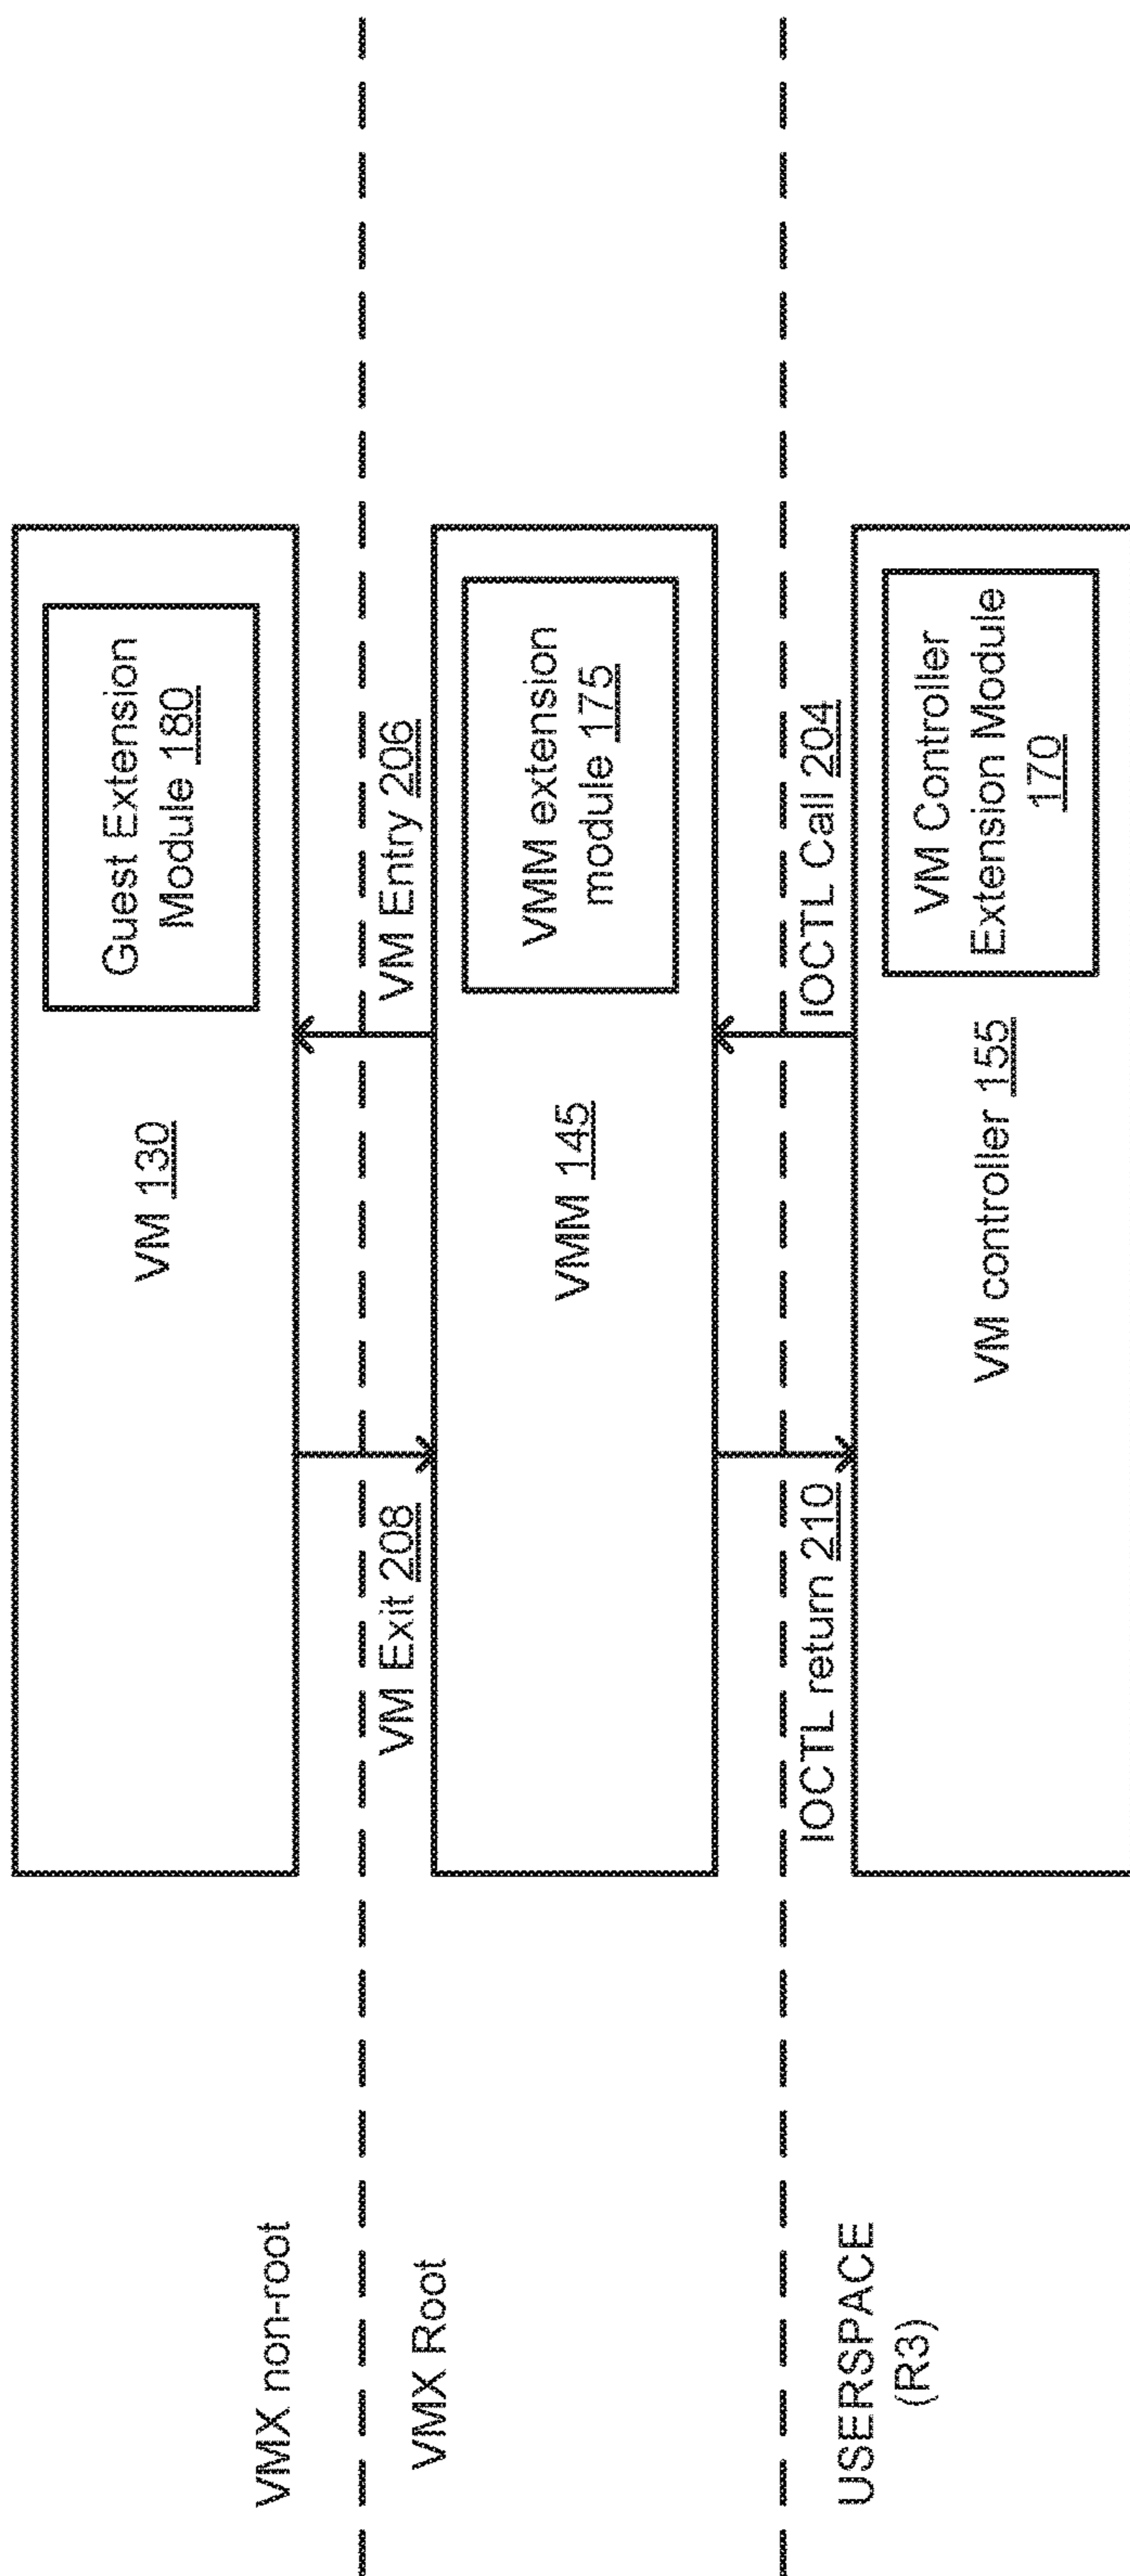 VM 130
Guest Extension
Module 180
VMX non-root
VM Exit 208
VM Entry 206
VMX Root
VMM 145
VMM extension
module 175
IOCTL return 210
IOCTL Call 204
USERSPACE
(R3)
VM controller 155
VM Controller
Extension Module
170